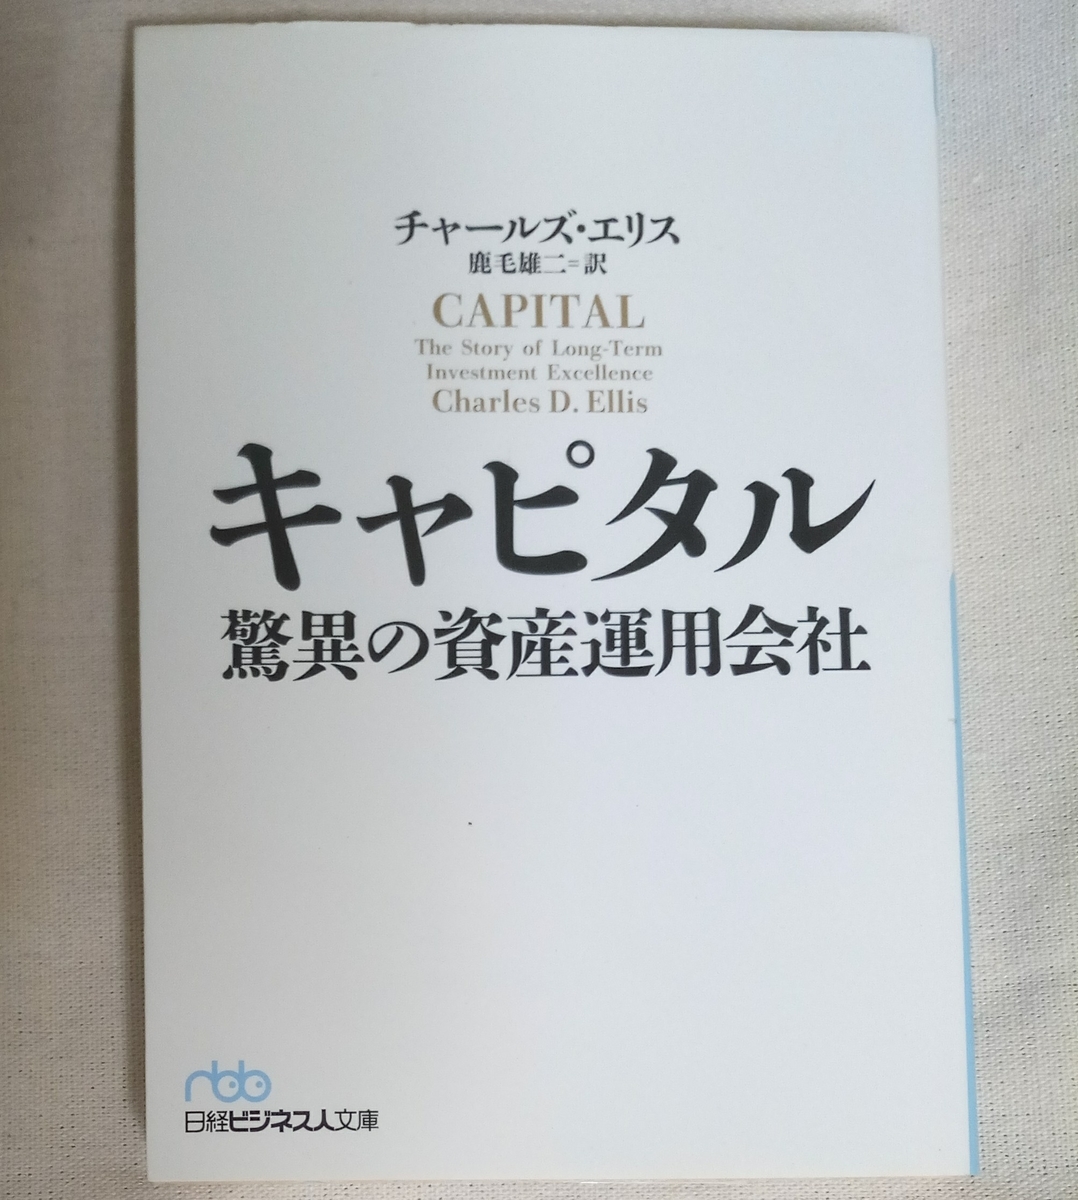 チャールズ・エリス
鹿毛雄二=訳
CAPITAL
The Story of Long-Term
Investment Excellence
Charles D. Ellis
キャピタル
驚異の資産運用会社
nbb
日経ビジネス人文庫